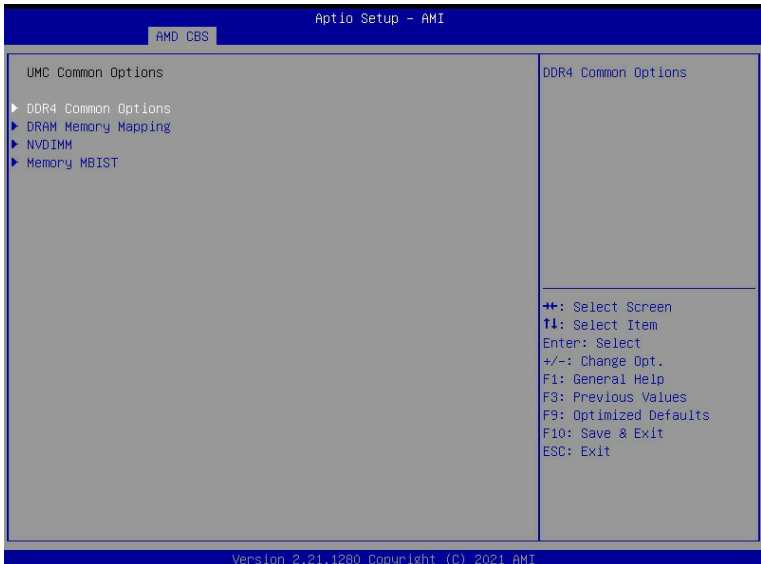 Aptio Setup – AMI
AMD CBS
UMC Common Options
DDR4 Common Options
DRAM Memory Mapping
NVDIMM
Memory MBIST
DDR4 Common Options
→←: Select Screen
↑↓: Select Item
Enter: Select
+/-: Change Opt.
F1: General Help
F3: Previous Values
F9: Optimized Defaults
F10: Save & Exit
ESC: Exit
Version 2.21.1280 Copyright (C) 2021 AMI